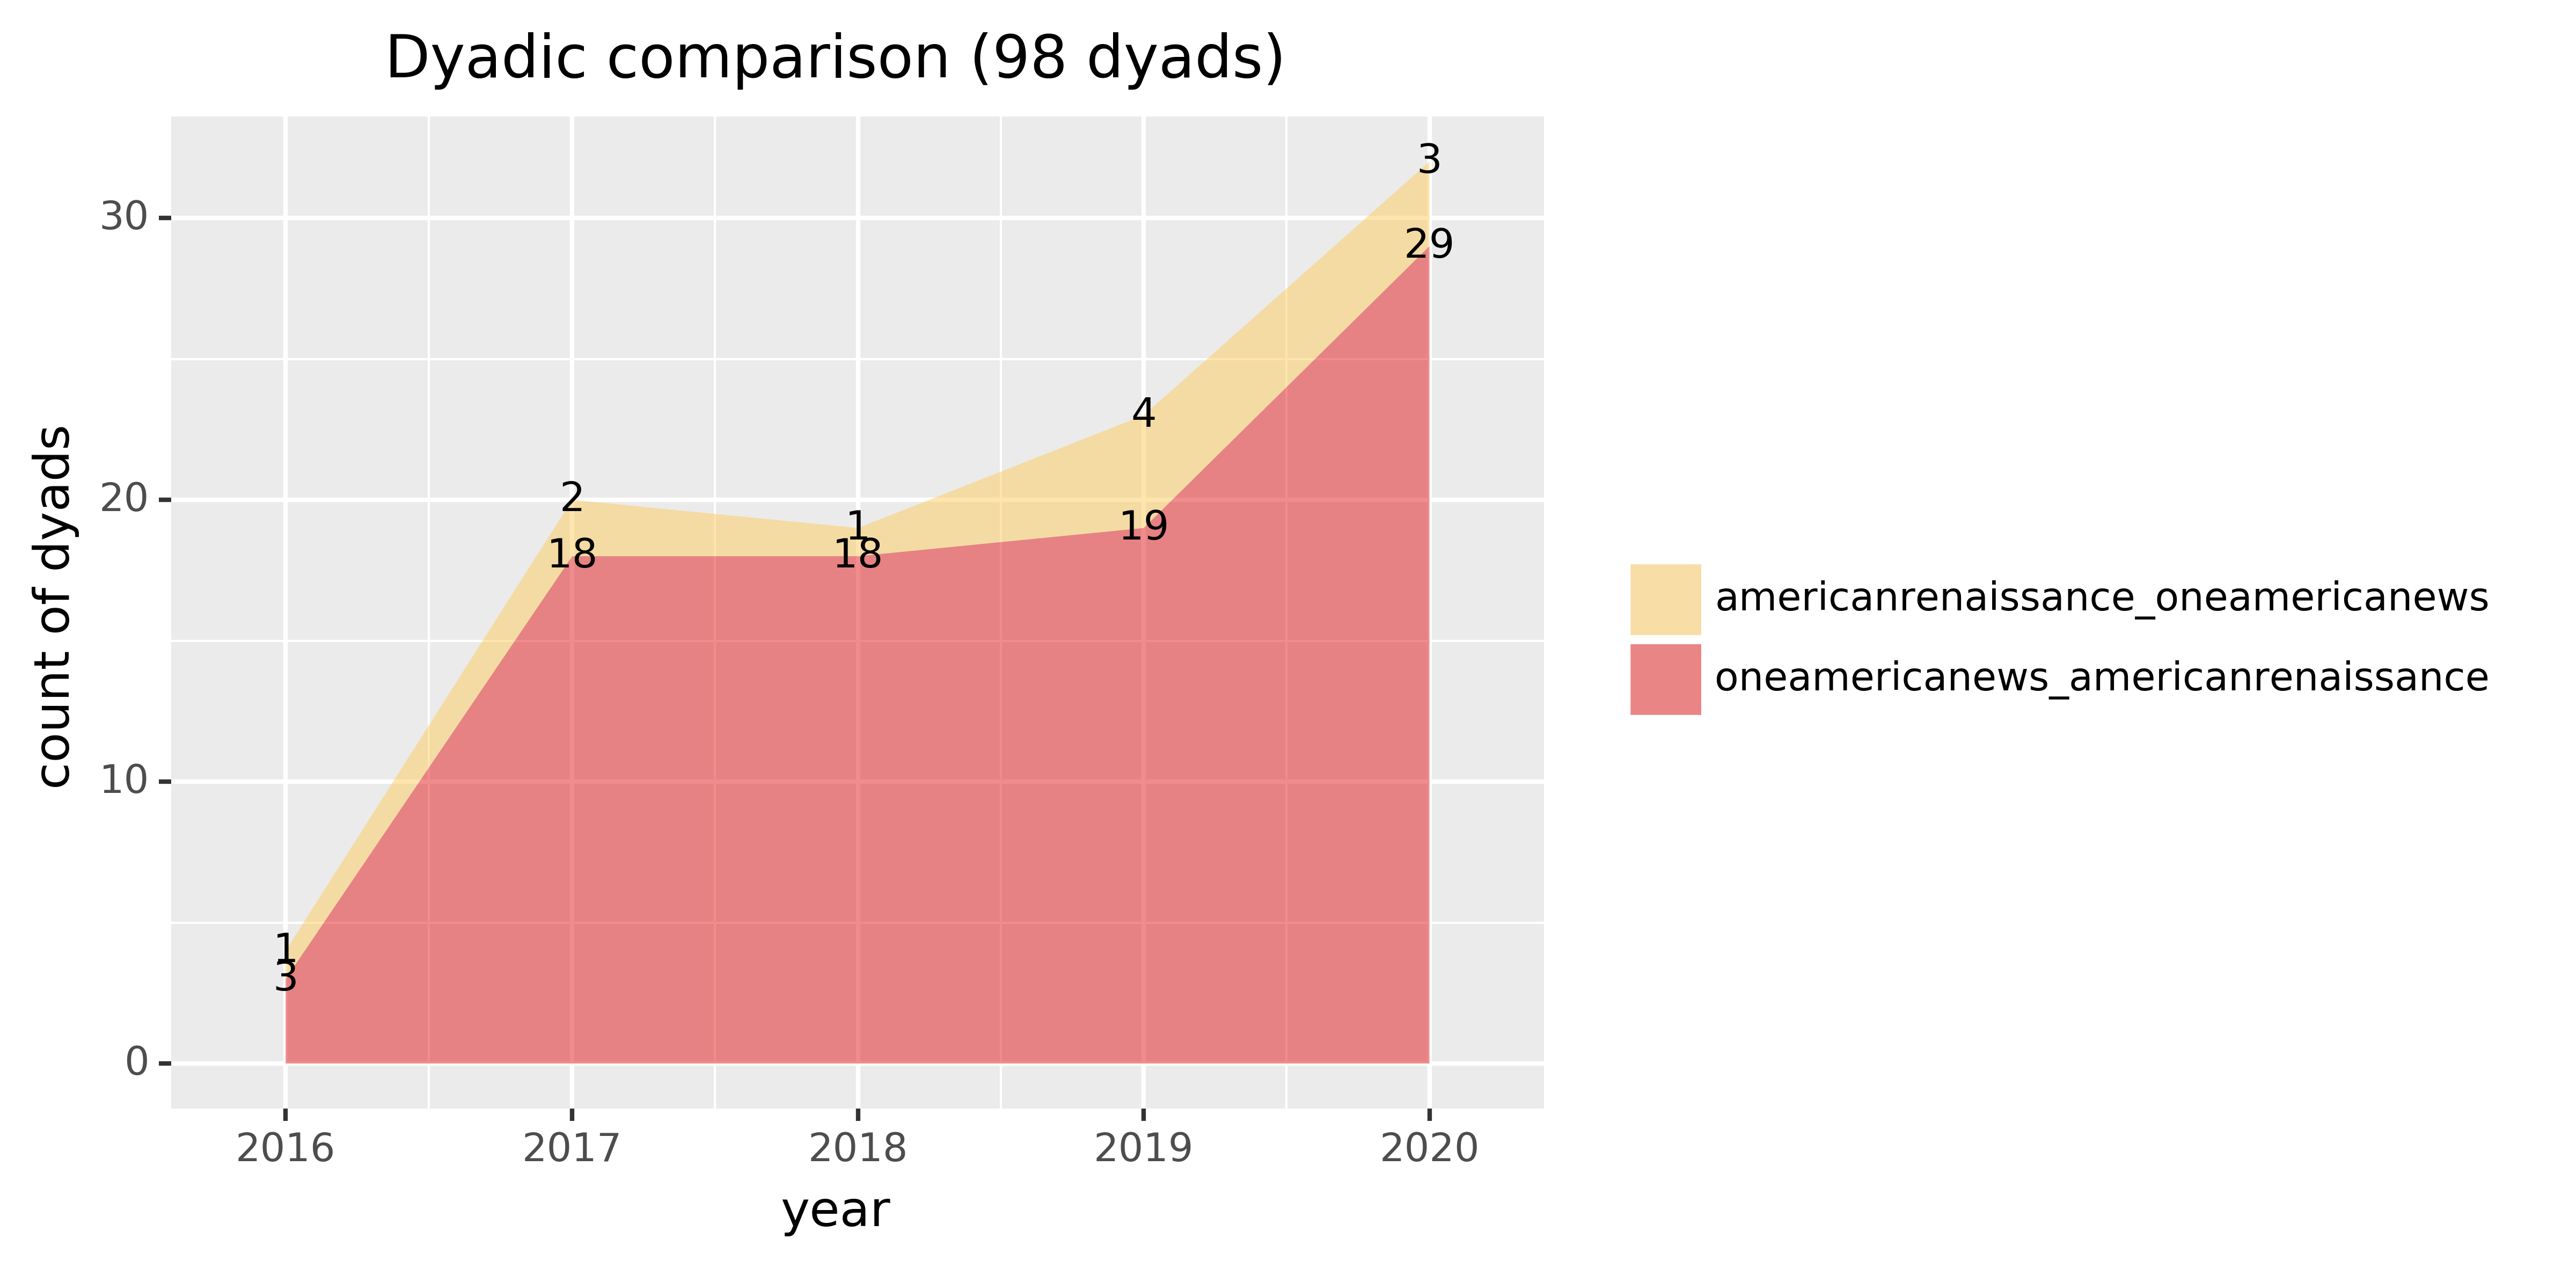 Dyadic comparison (98 dyads)
count of dyads
30
20
10
0
3
29
4
19
2
18
1
18
1
3
2016 2017 2018 2019 2020
year
americanrenaissance_oneamericanews
oneamericanews_americanrenaissance